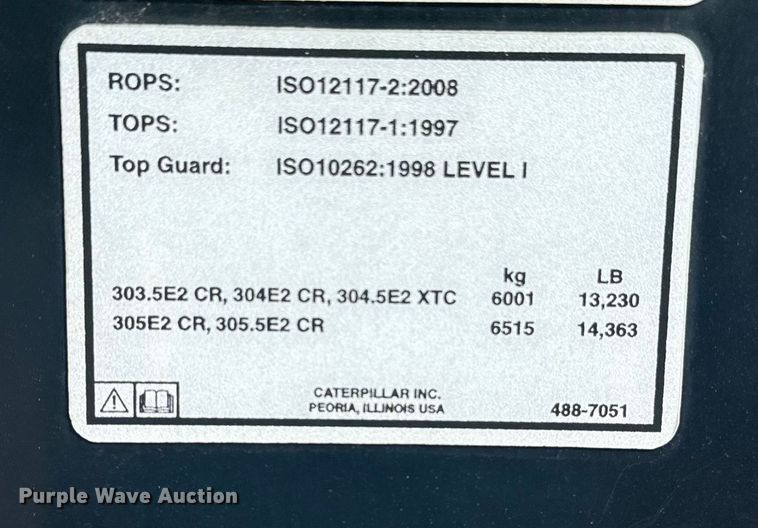 ROPS: ISO12117-2:2008
TOPS: ISO12117-1:1997
Top Guard: ISO10262:1998 LEVEL I
kg LB
303.5E2 CR, 304E2 CR, 304.5E2 XTC 6001 13,230
305E2 CR, 305.5E2 CR 6515 14,363
CATERPILLAR INC.
PEORIA, ILLINOIS USA 488-7051
Purple Wave Auction